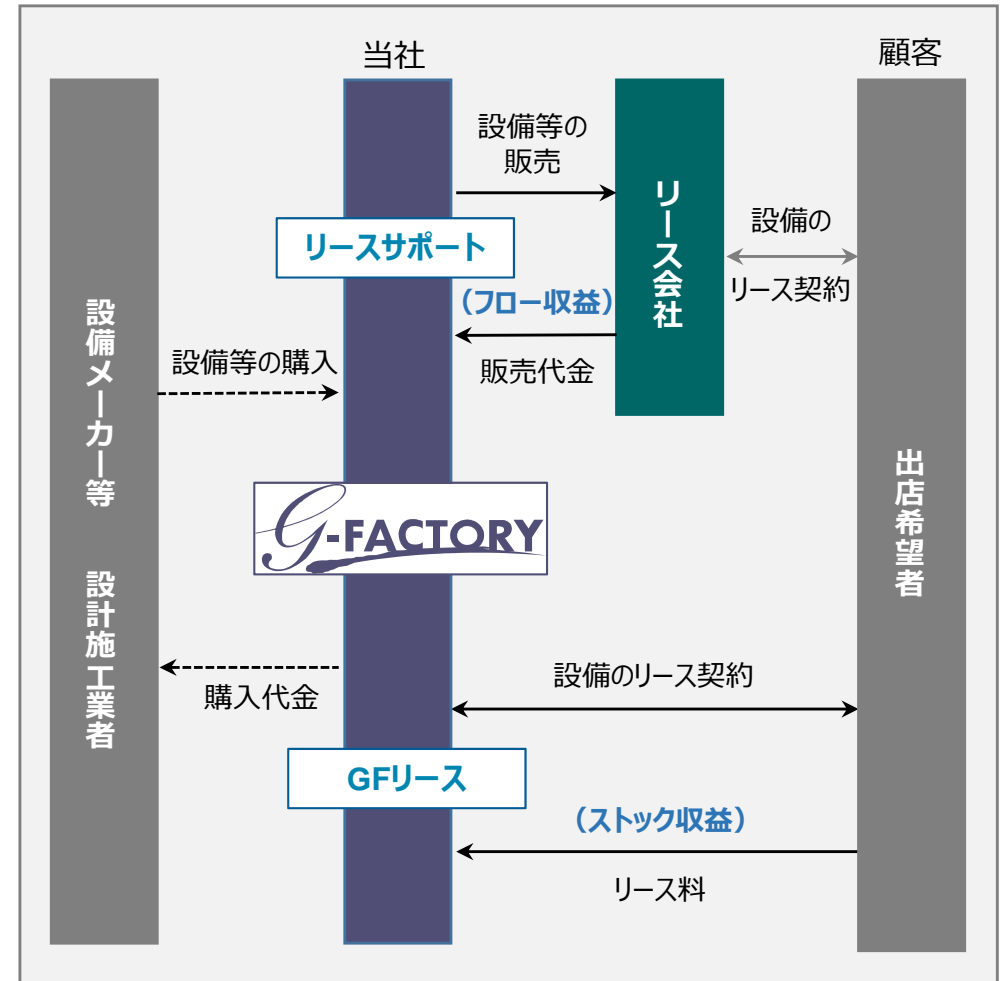 当社
顧客
設備等の
販売
リースサポート
設備の
リース契約
リース会社
（フロー収益）
販売代金
設備等の購入
設備メーカー等　設計施工業者
G-FACTORY
出店希望者
購入代金
設備のリース契約
GFリース
（ストック収益）
リース料